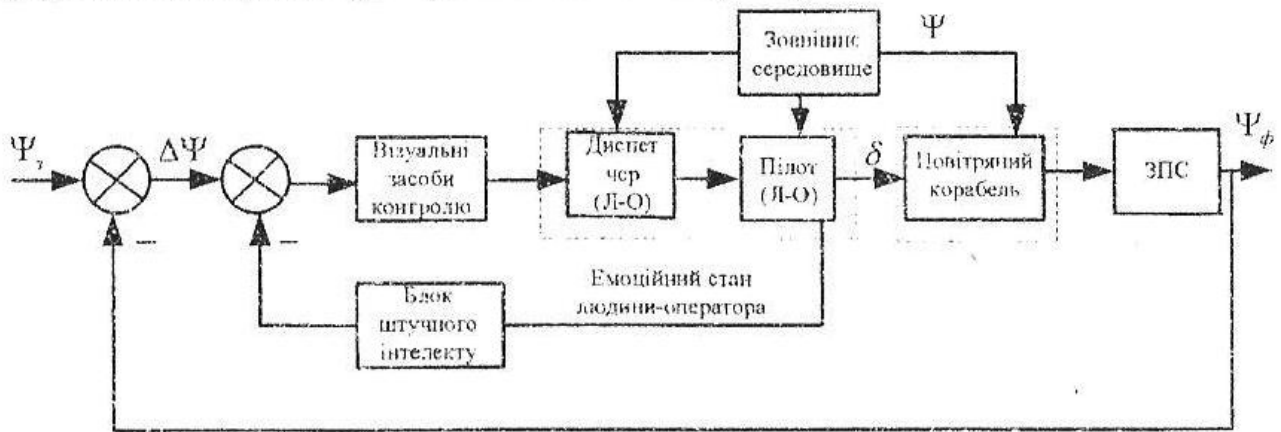 Зовнішнє
середовище
Ψ
Ψз
ΔΨ
Візуальні
засоби
контролю
Диспет
чер
(Л-О)
Пілот
(Л-О)
δ
Повітряний
корабель
ЗПС
Ψф
–
–
Емоційний стан
людини-оператора
Блок
штучного
інтелекту